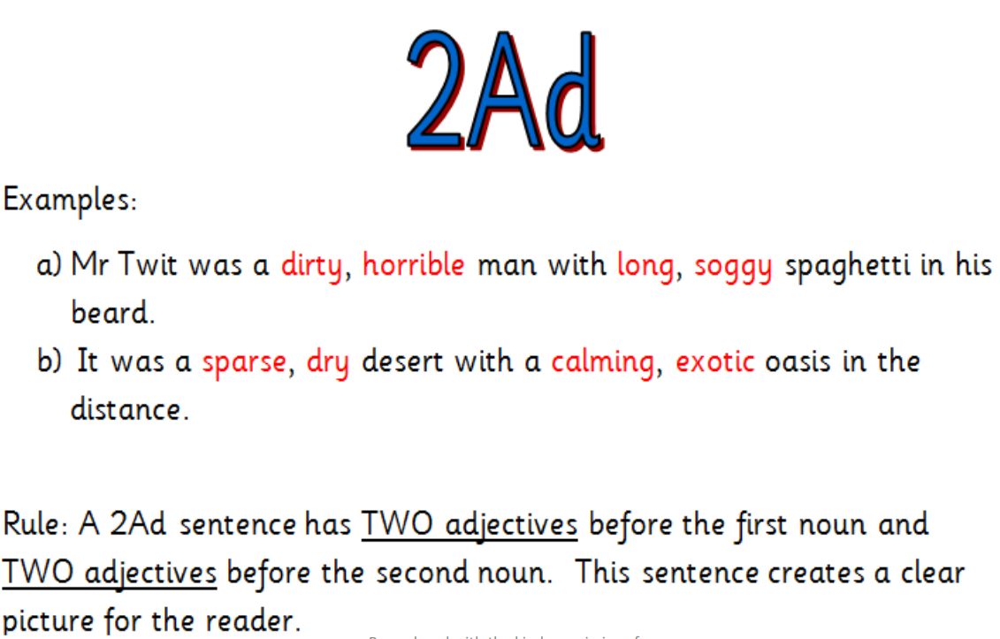 2Ad
Examples:
a) Mr Twit was a dirty, horrible man with long, soggy spaghetti in his
beard.
b) It was a sparse, dry desert with a calming, exotic oasis in the
distance.
Rule: A 2Ad sentence has TWO adjectives before the first noun and
TWO adjectives before the second noun. This sentence creates a clear
picture for the reader.